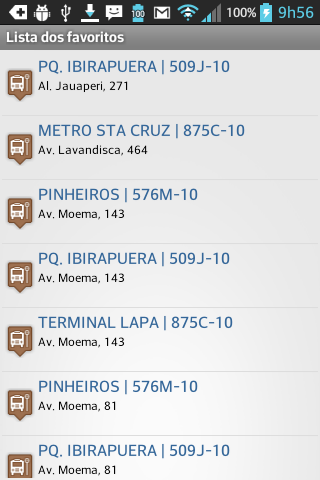 100 100% 9h56
Lista dos favoritos
PQ. IBIRAPUERA | 509J-10
Al. Jauaperi, 271
METRO STA CRUZ | 875C-10
Av. Lavandisca, 464
PINHEIROS | 576M-10
Av. Moema, 143
PQ. IBIRAPUERA | 509J-10
Av. Moema, 143
TERMINAL LAPA | 875C-10
Av. Moema, 143
PINHEIROS | 576M-10
Av. Moema, 81
PQ. IBIRAPUERA | 509J-10
Av. Moema, 81